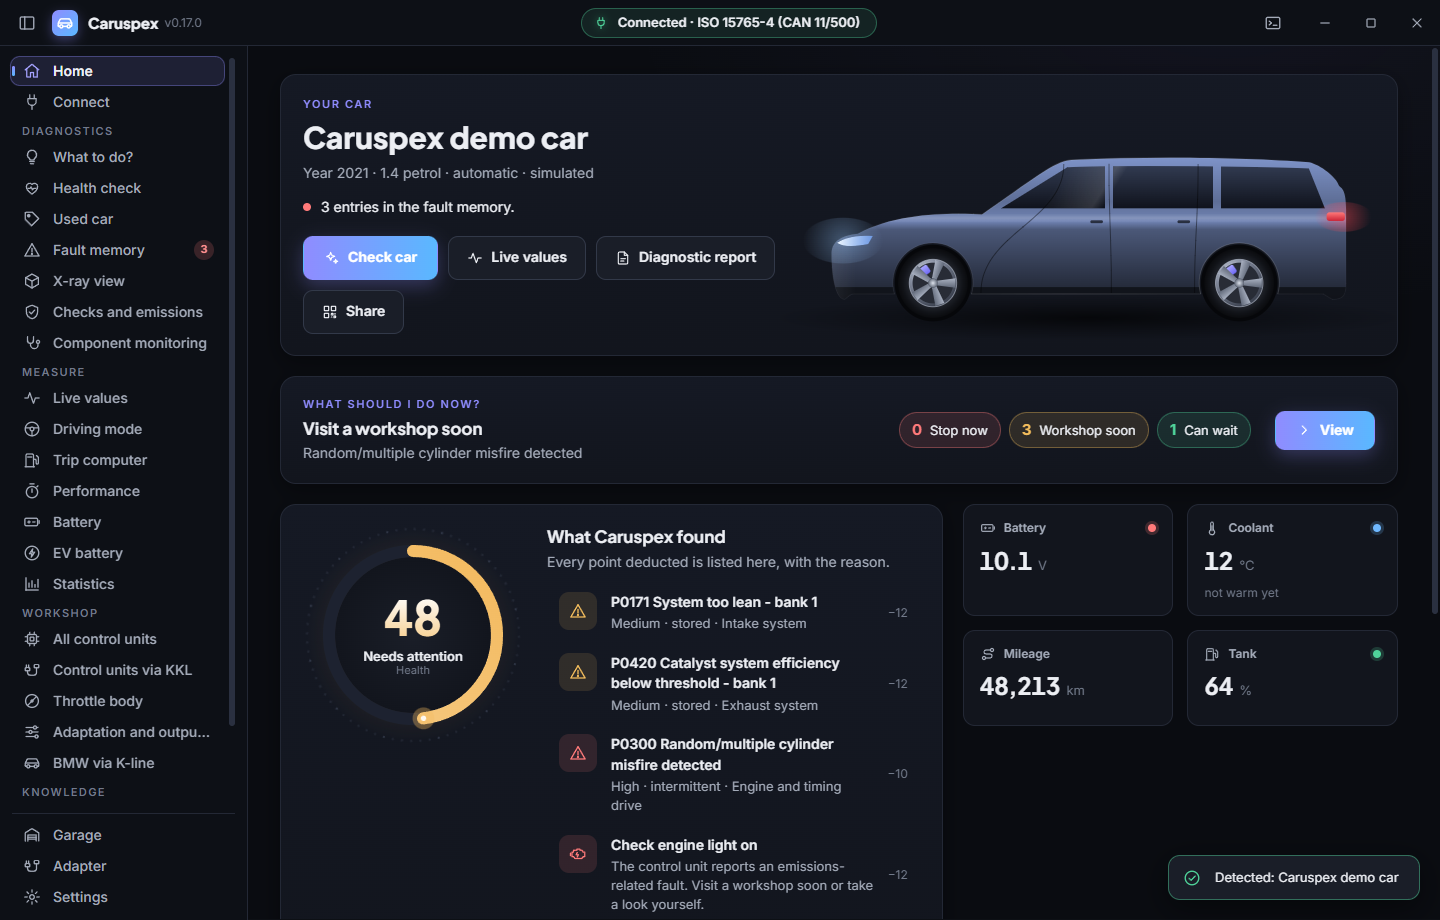 Caruspex v0.17.0
Connected · ISO 15765-4 (CAN 11/500)
Home
Connect
DIAGNOSTICS
What to do?
Health check
Used car
Fault memory 3
X-ray view
Checks and emissions
Component monitoring
MEASURE
Live values
Driving mode
Trip computer
Performance
Battery
EV battery
Statistics
WORKSHOP
All control units
Control units via KKL
Throttle body
Adaptation and outpu...
BMW via K-line
KNOWLEDGE
Garage
Adapter
Settings
YOUR CAR
Caruspex demo car
Year 2021 · 1.4 petrol · automatic · simulated
3 entries in the fault memory.
Check car
Live values
Diagnostic report
Share
WHAT SHOULD I DO NOW?
Visit a workshop soon
Random/multiple cylinder misfire detected
0 Stop now
3 Workshop soon
1 Can wait
View
48
Needs attention
Health
What Caruspex found
Every point deducted is listed here, with the reason.
P0171 System too lean - bank 1
Medium · stored · Intake system
−12
P0420 Catalyst system efficiency
below threshold - bank 1
Medium · stored · Exhaust system
−12
P0300 Random/multiple cylinder
misfire detected
High · intermittent · Engine and timing
drive
−10
Check engine light on
The control unit reports an emissions-
related fault. Visit a workshop soon or take
a look yourself.
−12
Battery
10.1 V
Coolant
12 °C
not warm yet
Mileage
48,213 km
Tank
64 %
Detected: Caruspex demo car